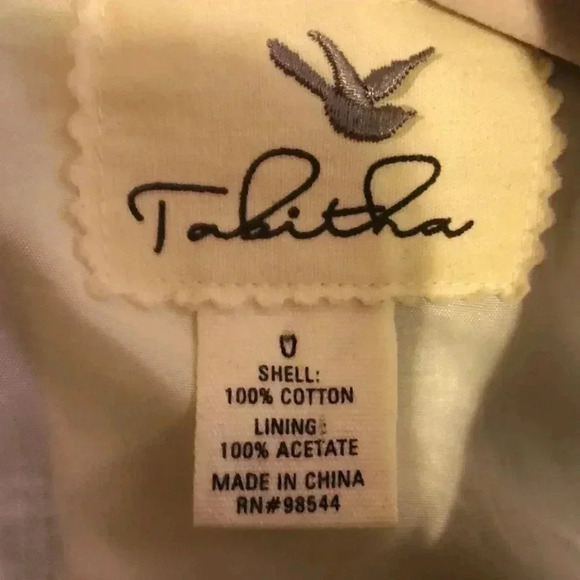 Tabitha
0
SHELL:
100% COTTON
LINING:
100% ACETATE
MADE IN CHINA
RN#98544